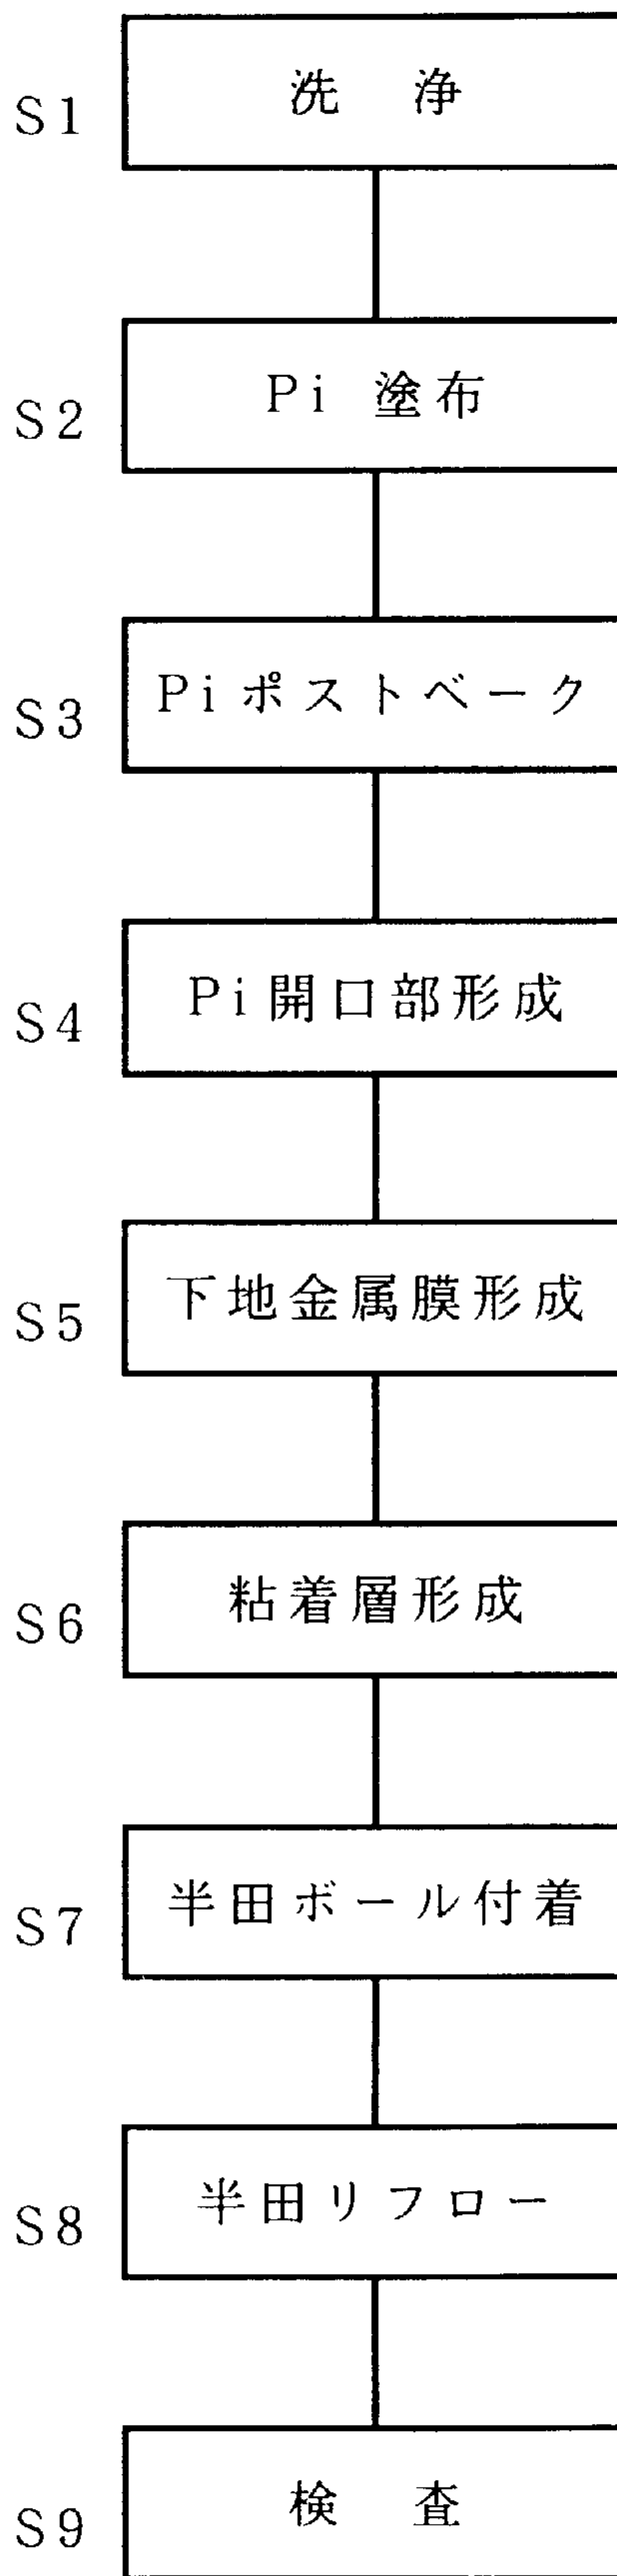 S1 洗 浄
S2 Pi 塗布
S3 Piポストベーク
S4 Pi開口部形成
S5 下地金属膜形成
S6 粘着層形成
S7 半田ボール付着
S8 半田リフロー
S9 検 査